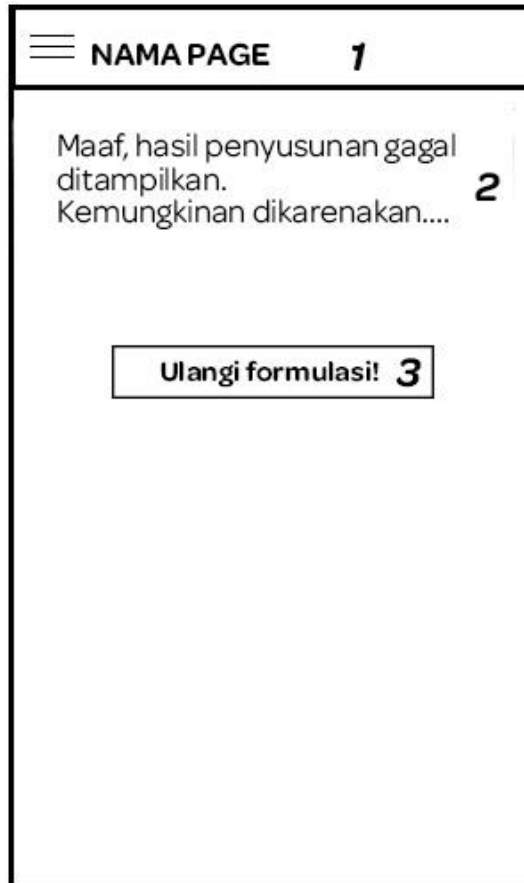 NAMA PAGE 1
Maaf, hasil penyusunan gagal
ditampilkan. 2
Kemungkinan dikarenakan....
Ulangi formulasi! 3